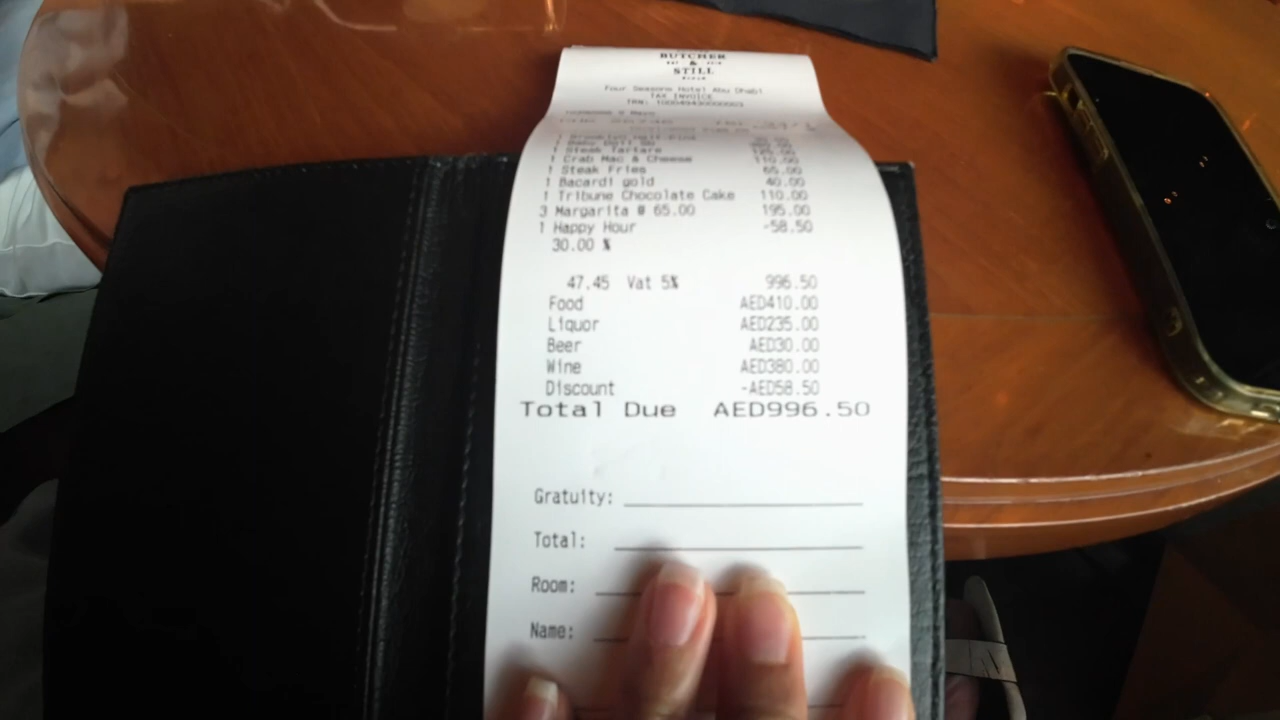 BUTCHER
&
STILL
Four Seasons Hotel Abu Dhabi
TAX INVOICE
1 Steak Tartare
1 Crab Mac & Cheese 110.00
1 Steak Fries 65.00
1 Bacardi gold 40.00
1 Tribune Chocolate Cake 110.00
3 Margarita @ 65.00 195.00
1 Happy Hour -58.50
30.00 %
47.45 Vat 5% 996.50
Food AED410.00
Liquor AED235.00
Beer AED30.00
Wine AED380.00
Discount -AED58.50
Total Due AED996.50
Gratuity:
Total:
Room:
Name: